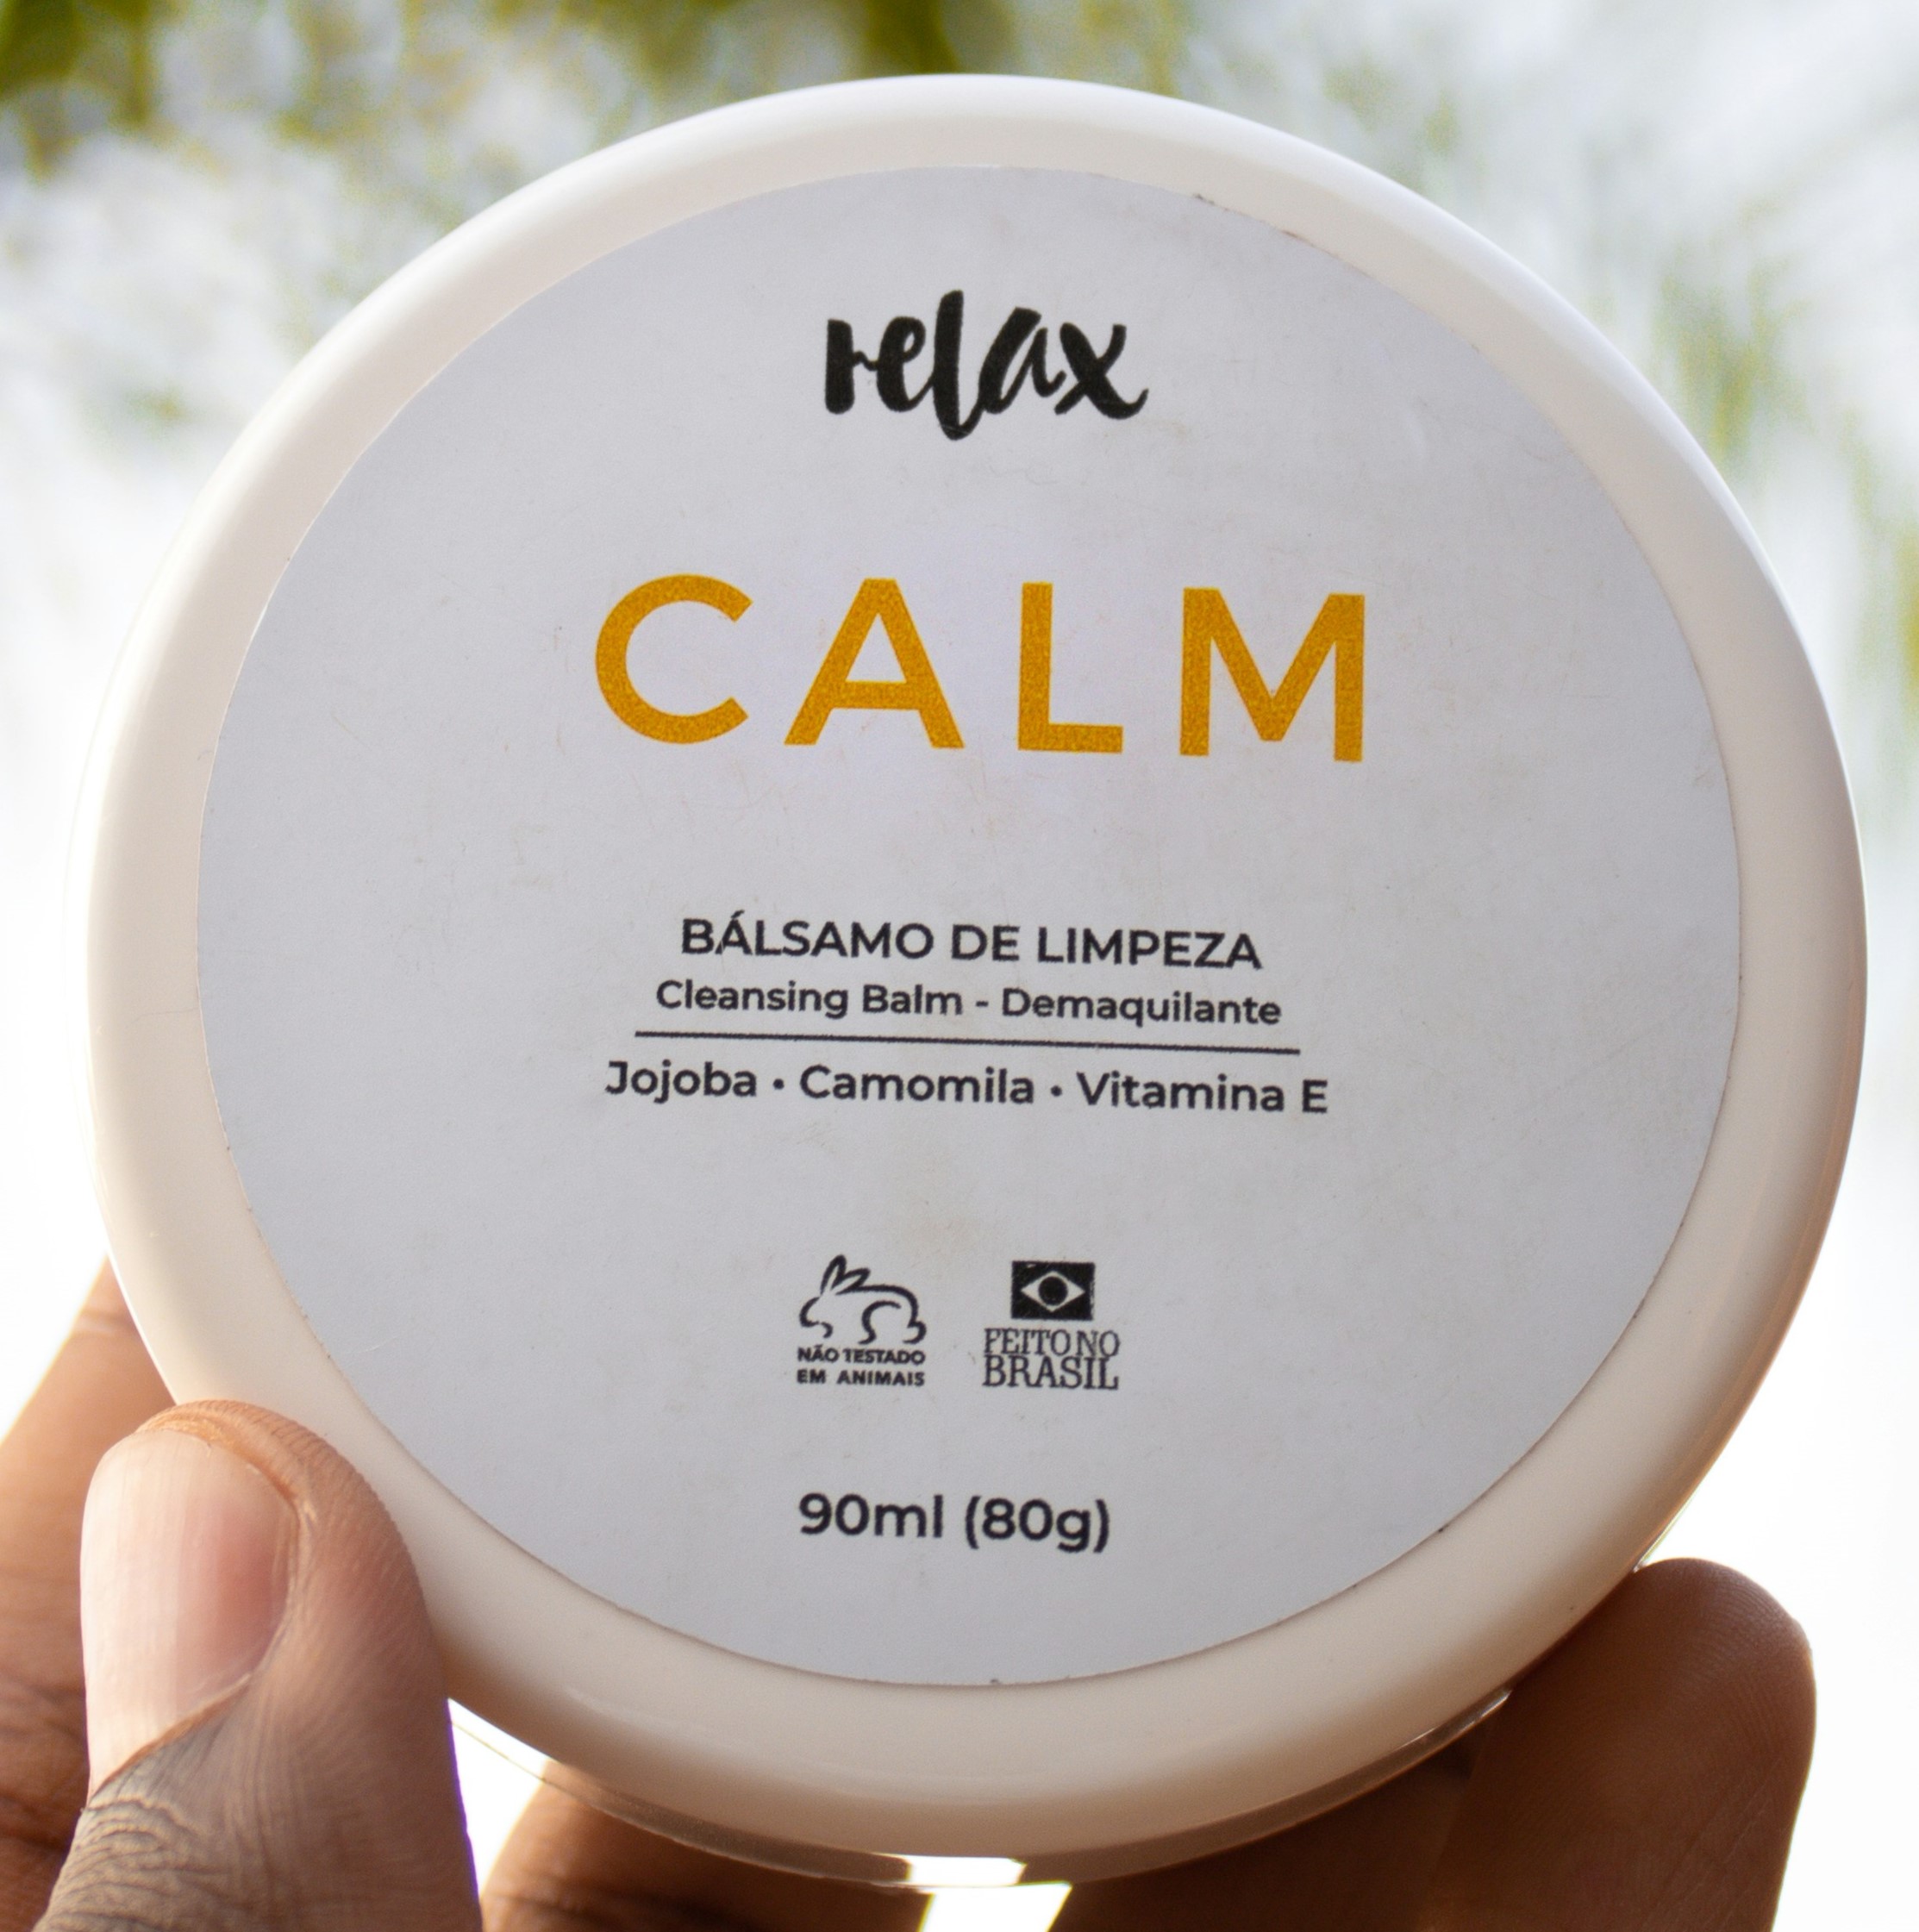 relax
CALM
BÁLSAMO DE LIMPEZA
Cleansing Balm - Demaquilante
Jojoba • Camomila • Vitamina E
NÃO TESTADO
EM ANIMAIS
FEITO NO
BRASIL
90ml (80g)